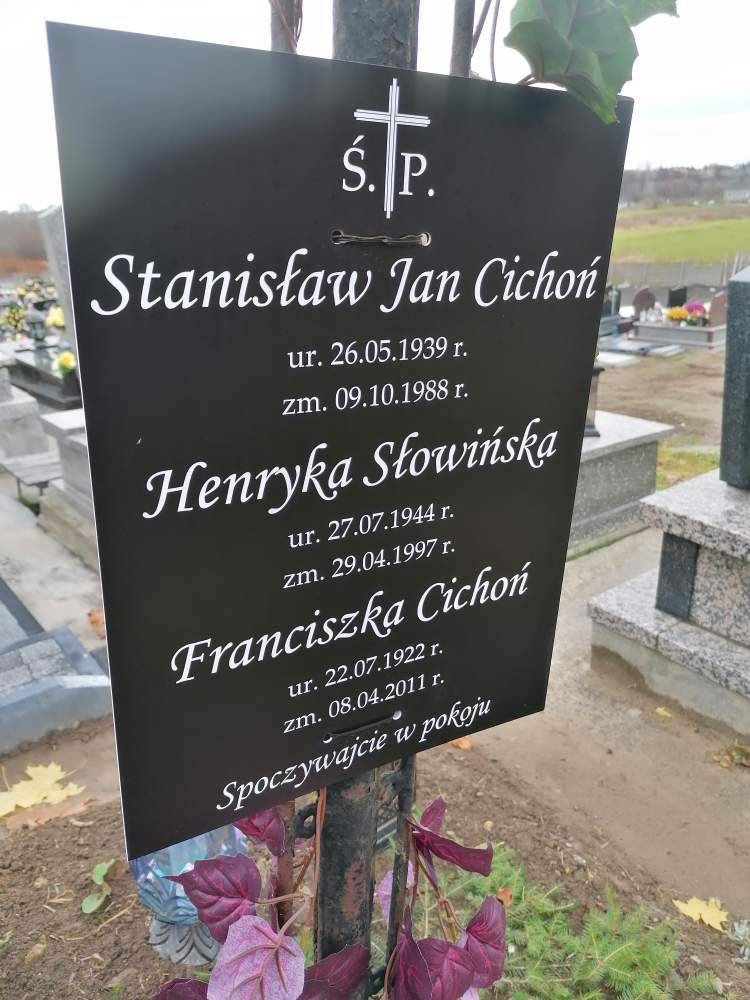 Ś. P.
Stanisław Jan Cichoń
ur. 26.05.1939 r.
zm. 09.10.1988 r.
Henryka Słowińska
ur. 27.07.1944 r.
zm. 29.04.1997 r.
Franciszka Cichoń
ur. 22.07.1922 r.
zm. 08.04.2011 r.
Spoczywajcie w pokoju